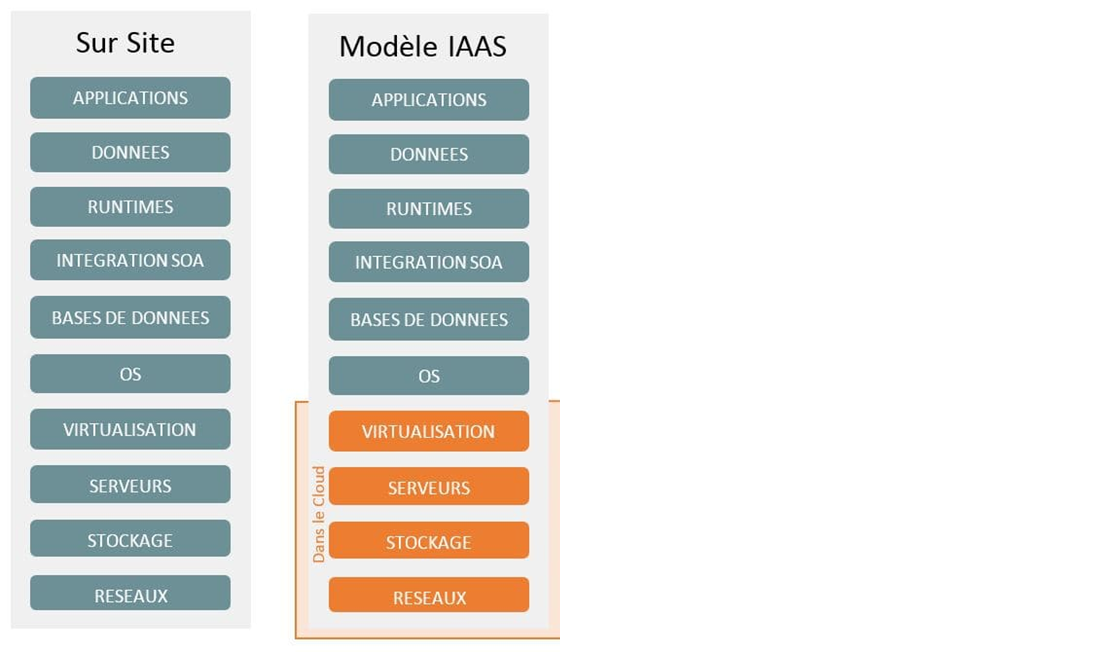 Sur Site
APPLICATIONS
DONNEES
RUNTIMES
INTEGRATION SOA
BASES DE DONNEES
OS
VIRTUALISATION
SERVEURS
STOCKAGE
RESEAUX
Modèle IAAS
APPLICATIONS
DONNEES
RUNTIMES
INTEGRATION SOA
BASES DE DONNEES
OS
Dans le Cloud
VIRTUALISATION
SERVEURS
STOCKAGE
RESEAUX